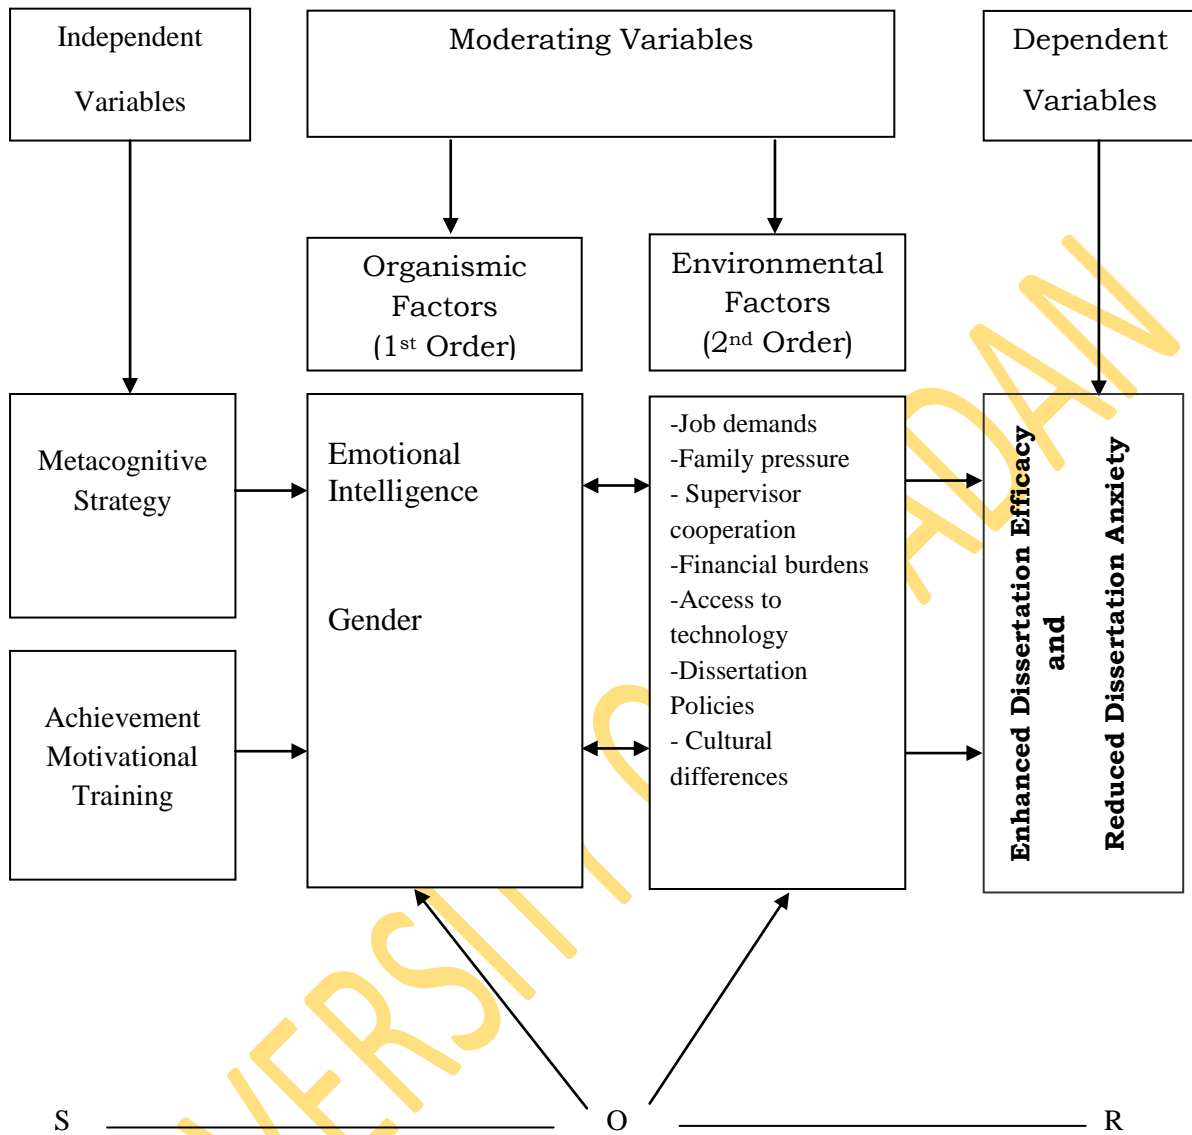 Independent
Variables
Moderating Variables
Dependent
Variables
Organismic
Factors
(1st Order)
Environmental
Factors
(2nd Order)
Metacognitive
Strategy
Achievement
Motivational
Training
Emotional
Intelligence
Gender
-Job demands
-Family pressure
- Supervisor
cooperation
-Financial burdens
-Access to
technology
-Dissertation
Policies
- Cultural
differences
Enhanced Dissertation Efficacy
and
Reduced Dissertation Anxiety
S
O
R